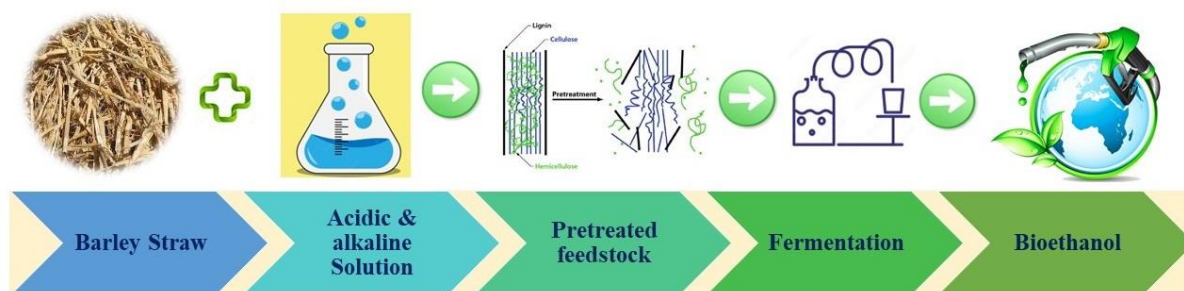 Lignin
Cellulose
Pretreatment
Hemicellulose
Barley Straw
Acidic &
alkaline
Solution
Pretreated
feedstock
Fermentation
Bioethanol